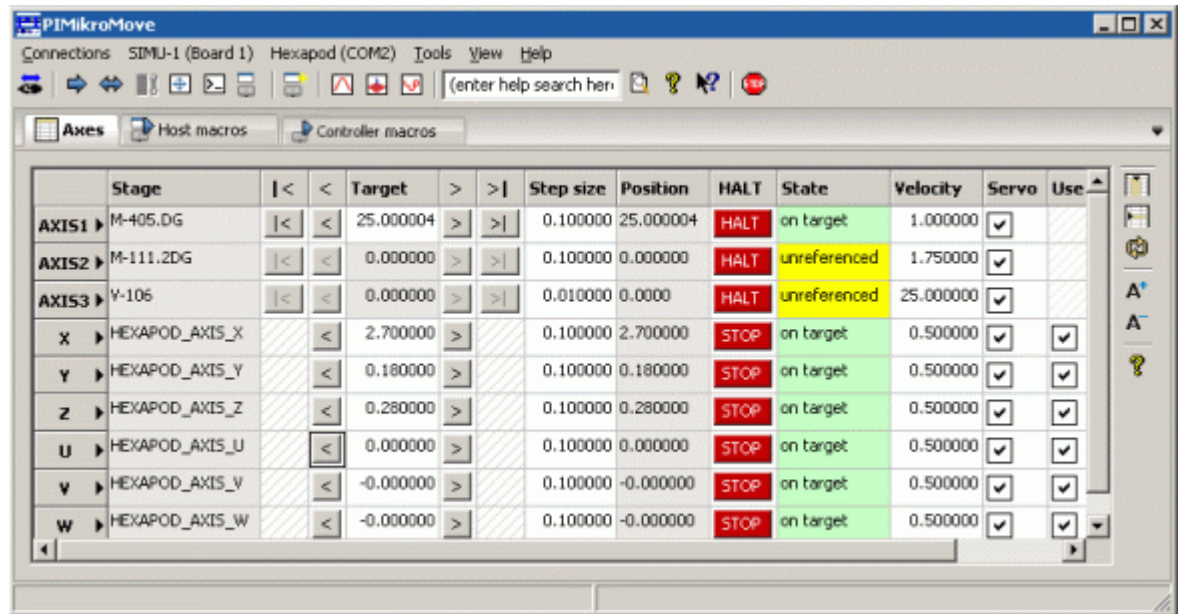 PIMikroMove
Connections SIMU-1 (Board 1) Hexapod (COM2) Tools View Help
(enter help search her
Axes Host macros Controller macros
Stage |< < Target > >| Step size Position HALT State Velocity Servo Use
AXIS1 M-405.DG |< < 25.000004 > >| 0.100000 25.000004 HALT on target 1.000000
AXIS2 M-111.2DG |< < 0.000000 > >| 0.100000 0.000000 HALT unreferenced 1.750000
AXIS3 V-106 |< < 0.000000 > >| 0.010000 0.0000 HALT unreferenced 25.000000
X HEXAPOD_AXIS_X < 2.700000 > 0.100000 2.700000 STOP on target 0.500000
Y HEXAPOD_AXIS_Y < 0.180000 > 0.100000 0.180000 STOP on target 0.500000
Z HEXAPOD_AXIS_Z < 0.280000 > 0.100000 0.280000 STOP on target 0.500000
U HEXAPOD_AXIS_U < 0.000000 > 0.100000 0.000000 STOP on target 0.500000
V HEXAPOD_AXIS_V < -0.000000 > 0.100000 -0.000000 STOP on target 0.500000
W HEXAPOD_AXIS_W < -0.000000 > 0.100000 -0.000000 STOP on target 0.500000
A+
A-